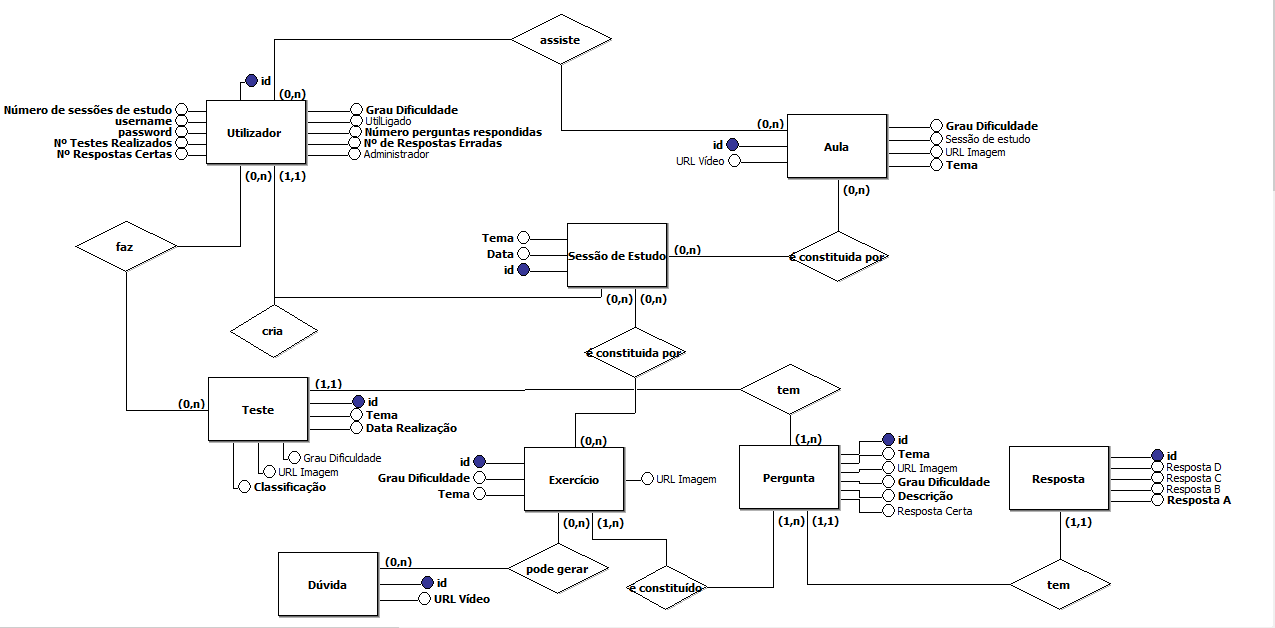 assiste
id
(0,n)
Número de sessões de estudo
username
password
Nº Testes Realizados
Nº Respostas Certas
Utilizador
Grau Dificuldade
UtilLigado
Número perguntas respondidas
Nº de Respostas Erradas
Administrador
(0,n) (1,1)
(0,n)
id
URL Vídeo
Aula
Grau Dificuldade
Sessão de estudo
URL Imagem
Tema
(0,n)
faz
Tema
Data
id
Sessão de Estudo
(0,n)
é constituida por
(0,n) (0,n)
cria
é constituida por
(0,n)
Teste
(1,1)
id
Tema
Data Realização
Grau Dificuldade
URL Imagem
Classificação
tem
(0,n)
id
Grau Dificuldade
Tema
Exercício
URL Imagem
(0,n) (1,n)
(1,n)
Pergunta
id
Tema
URL Imagem
Grau Dificuldade
Descrição
Resposta Certa
(1,n) (1,1)
Resposta
id
Resposta D
Resposta C
Resposta B
Resposta A
(1,1)
Dúvida
(0,n)
id
URL Vídeo
pode gerar
é constituído
tem